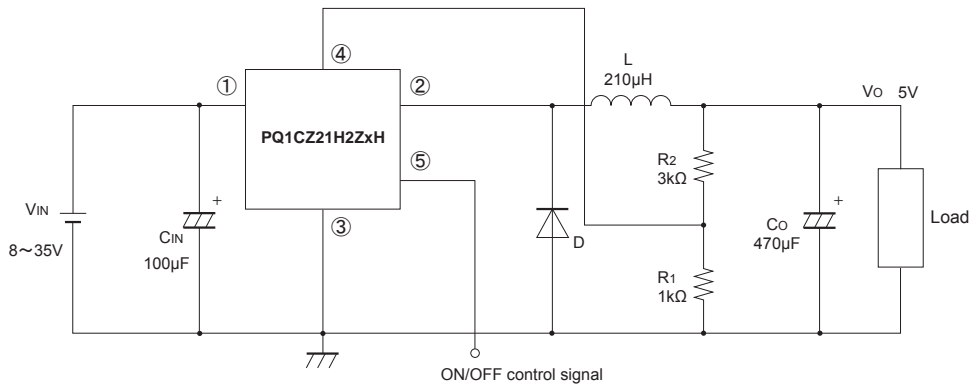 ④
①
②
L
210μH
VO 5V
PQ1CZ21H2ZxH
⑤
R2
3kΩ
VIN
8～35V
+
CIN
100μF
③
D
+
CO
470μF
Load
R1
1kΩ
ON/OFF control signal